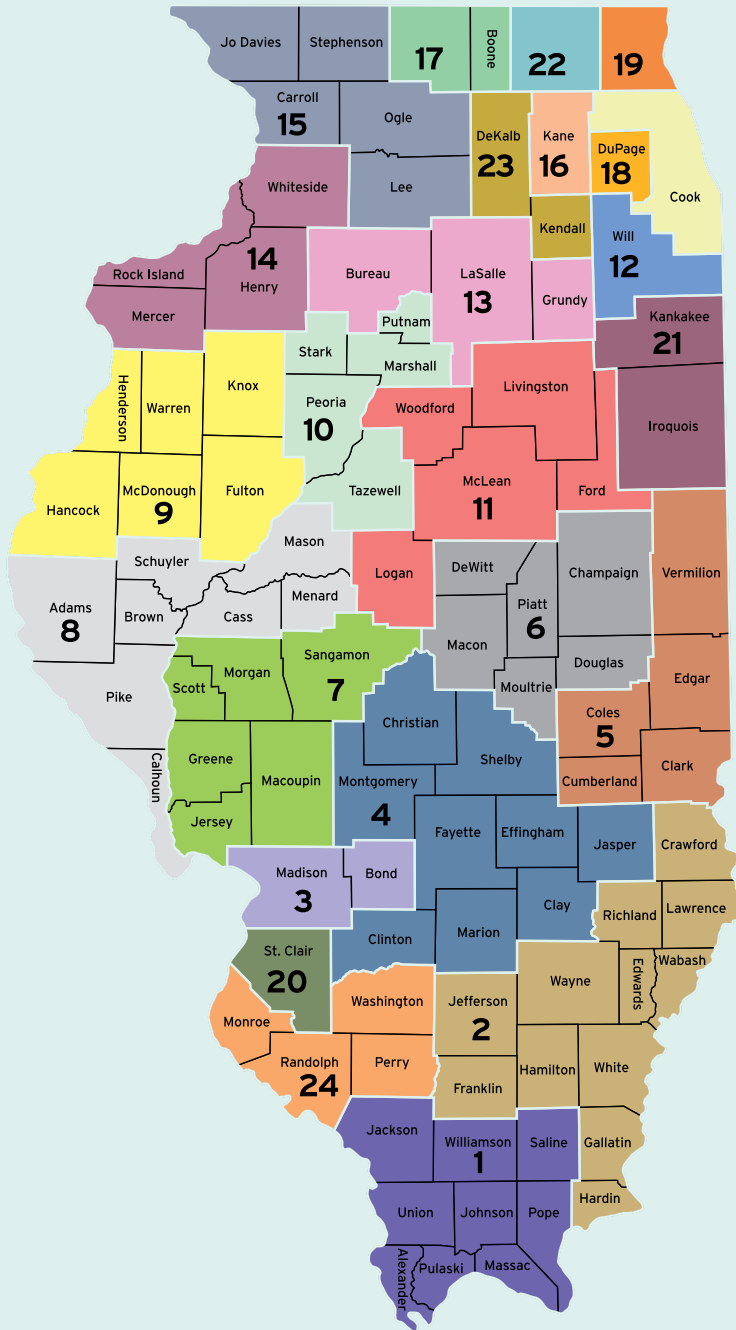 Jo Davies
Stephenson
17
Boone
22
19
Carroll
15
Ogle
DeKalb
23
Kane
16
DuPage
18
Cook
Whiteside
Lee
Kendall
Will
12
Rock Island
14
Henry
Bureau
LaSalle
13
Grundy
Mercer
Putnam
Kankakee
21
Stark
Marshall
Henderson
Warren
Knox
Peoria
10
Woodford
Livingston
Iroquois
Hancock
McDonough
9
Fulton
Tazewell
McLean
11
Ford
Mason
Schuyler
Logan
DeWitt
Champaign
Vermilion
Adams
8
Brown
Cass
Menard
Piatt
6
Macon
Pike
Scott
Morgan
Sangamon
7
Moultrie
Douglas
Edgar
Christian
Coles
5
Calhoun
Greene
Macoupin
Montgomery
4
Shelby
Cumberland
Clark
Jersey
Fayette
Effingham
Jasper
Crawford
Madison
3
Bond
Clay
Richland
Lawrence
St. Clair
20
Clinton
Marion
Wayne
Edwards
Wabash
Monroe
Washington
Jefferson
2
Randolph
24
Perry
Franklin
Hamilton
White
Jackson
Williamson
1
Saline
Gallatin
Union
Johnson
Pope
Hardin
Alexander
Pulaski
Massac